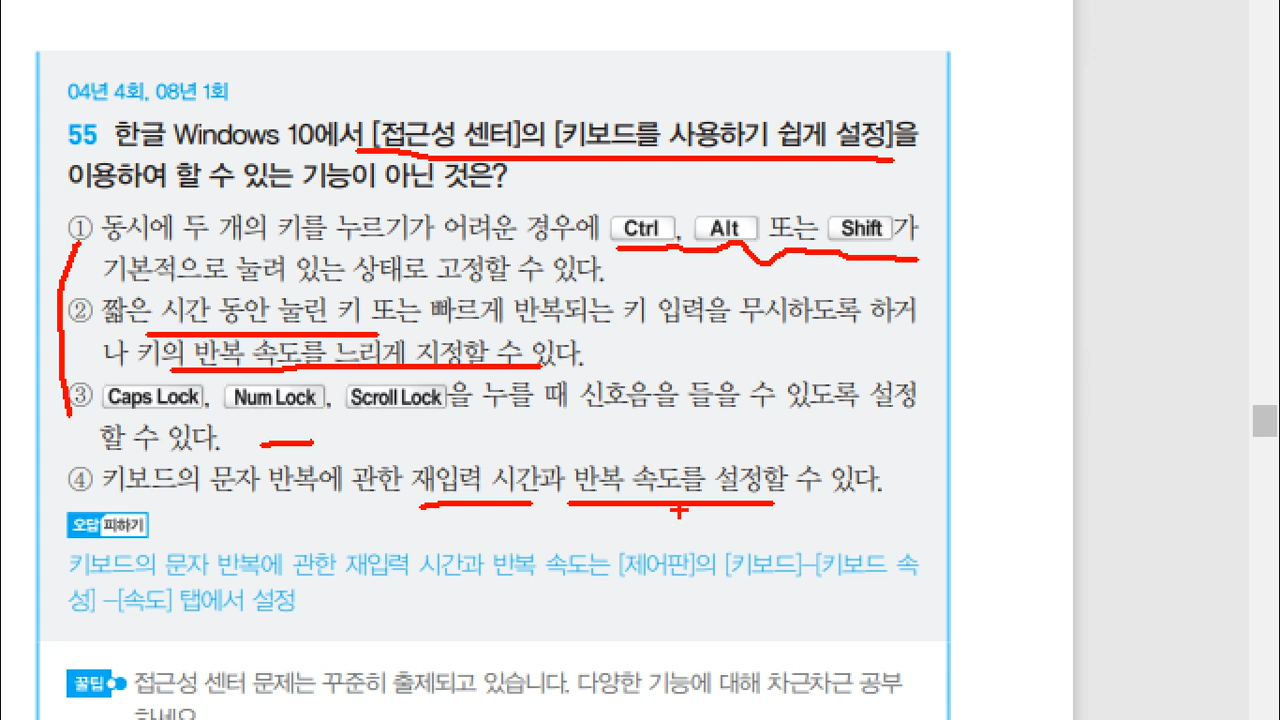 04년 4회, 08년 1회
55 한글 Windows 10에서 [접근성 센터]의 [키보드를 사용하기 쉽게 설정]을
이용하여 할 수 있는 기능이 아닌 것은?
① 동시에 두 개의 키를 누르기가 어려운 경우에 Ctrl, Alt 또는 Shift가
기본적으로 눌려 있는 상태로 고정할 수 있다.
② 짧은 시간 동안 눌린 키 또는 빠르게 반복되는 키 입력을 무시하도록 하거
나 키의 반복 속도를 느리게 지정할 수 있다.
③ Caps Lock, Num Lock, Scroll Lock을 누를 때 신호음을 들을 수 있도록 설정
할 수 있다.
④ 키보드의 문자 반복에 관한 재입력 시간과 반복 속도를 설정할 수 있다.
오답 피하기
키보드의 문자 반복에 관한 재입력 시간과 반복 속도는 [제어판]의 [키보드]-[키보드 속
성] -[속도] 탭에서 설정
꿀팁 접근성 센터 문제는 꾸준히 출제되고 있습니다. 다양한 기능에 대해 차근차근 공부
하세요